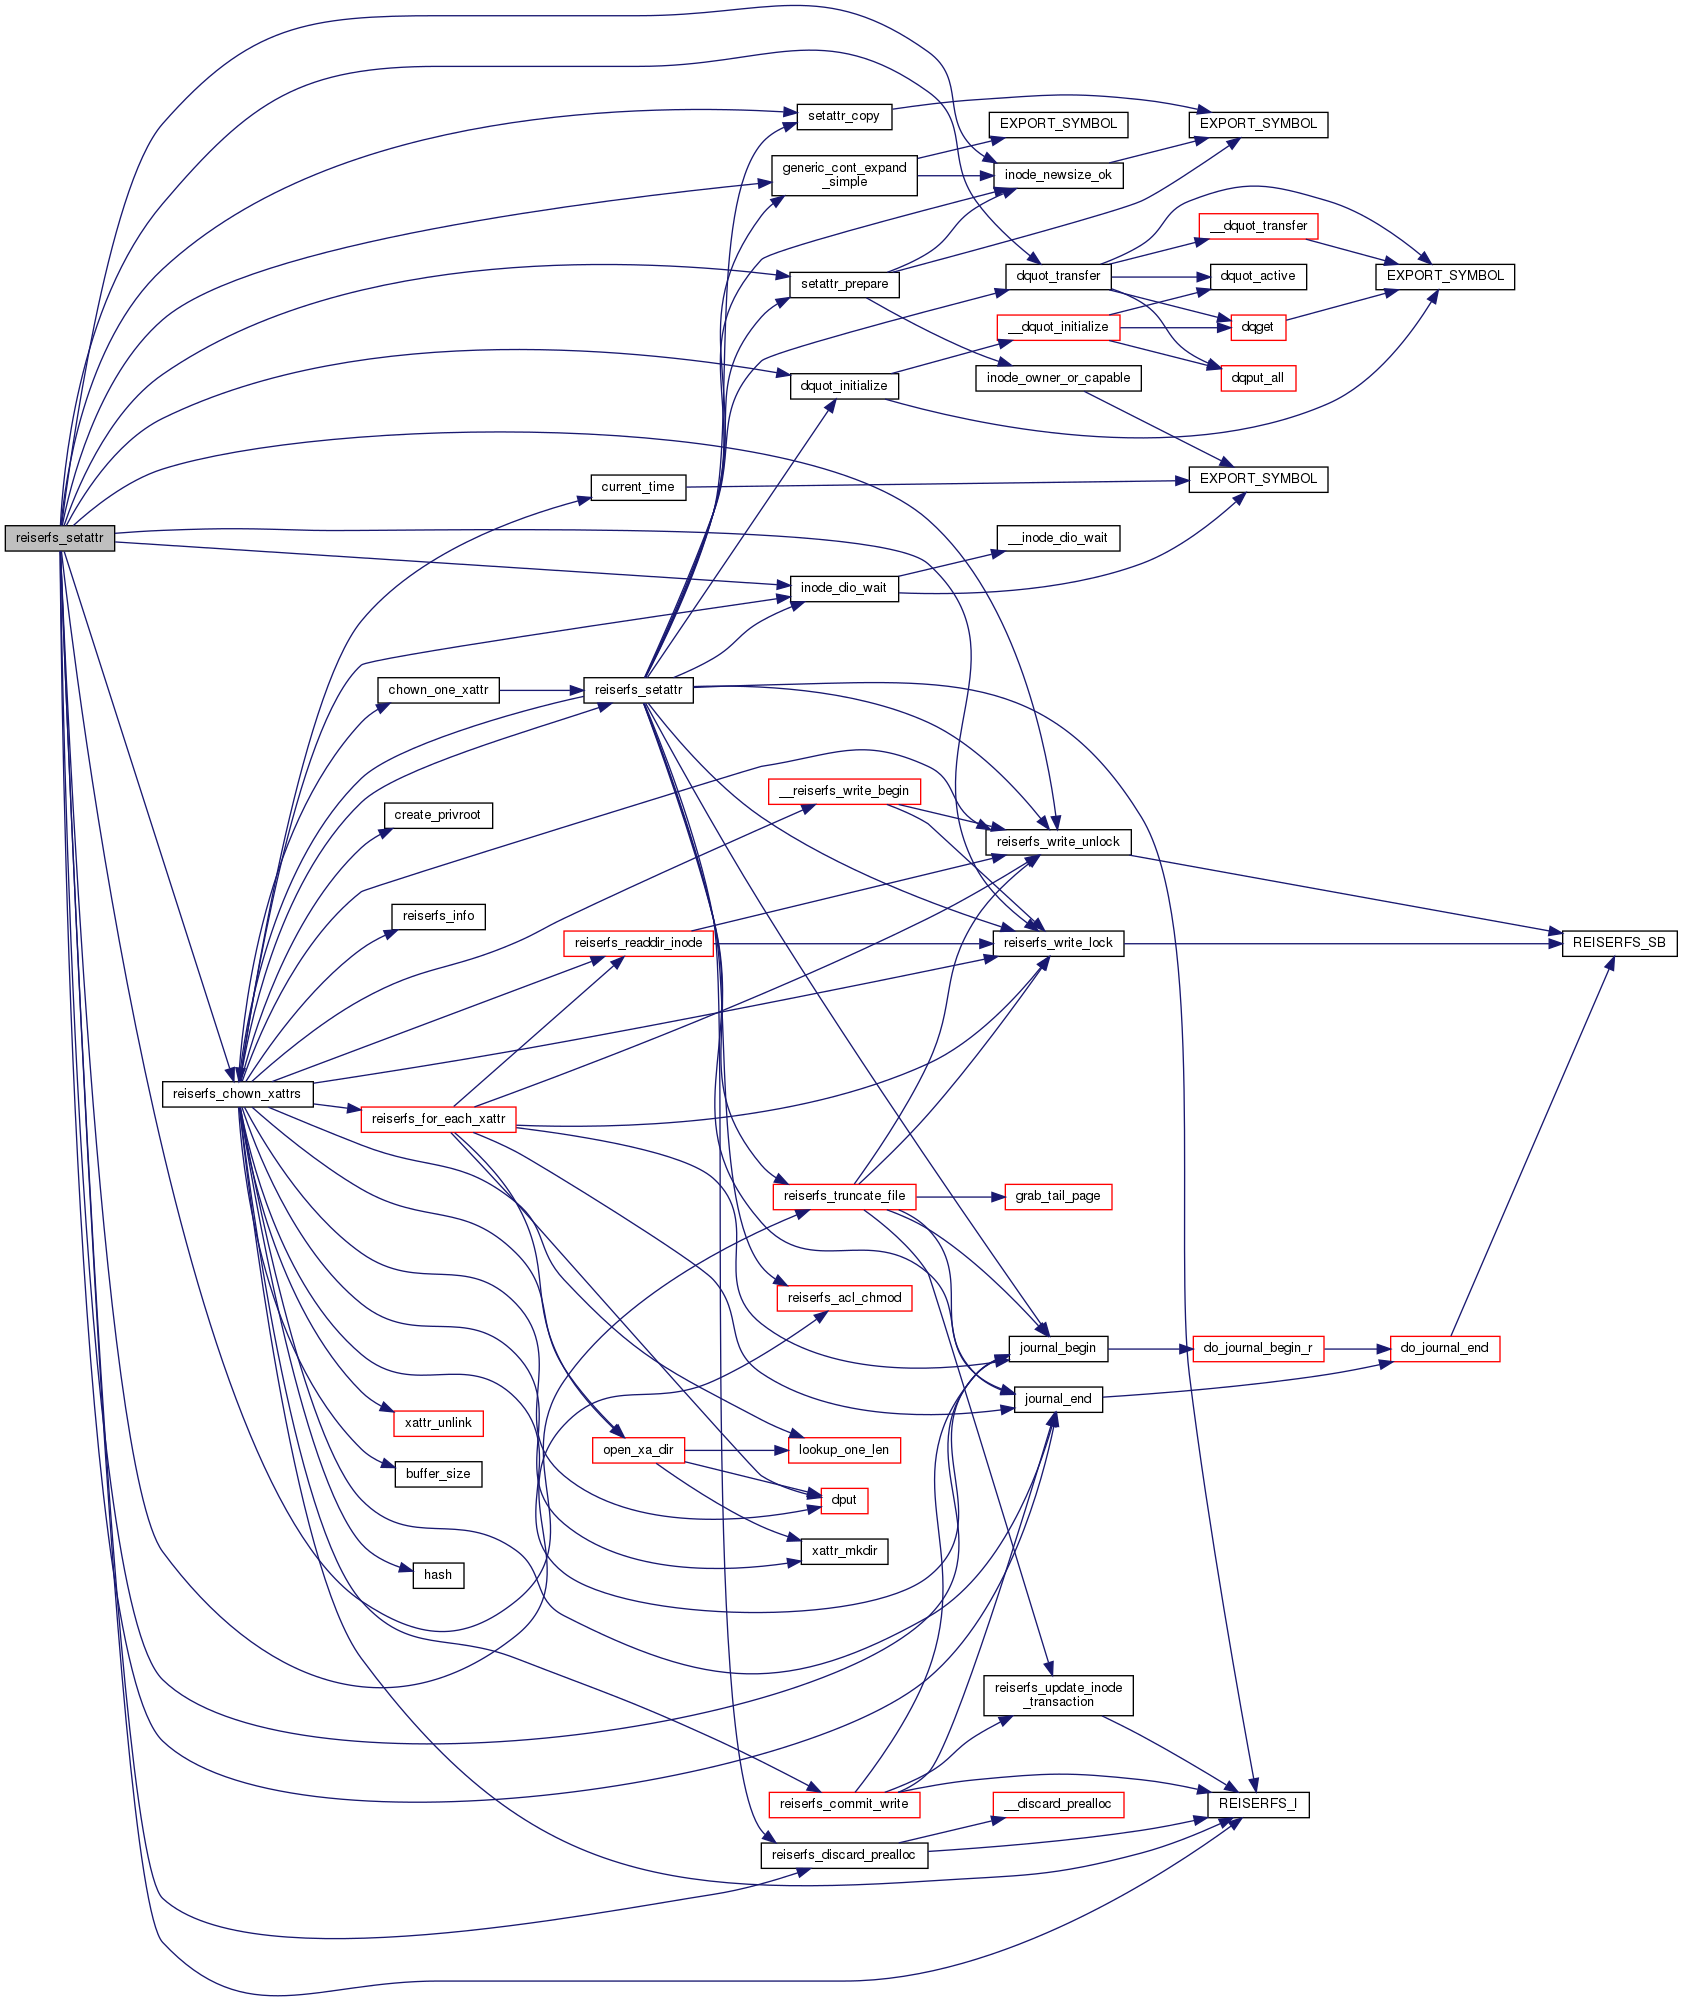 setattr_copy
EXPORT_SYMBOL
EXPORT_SYMBOL
generic_cont_expand
_simple
inode_newsize_ok
__dquot_transfer
setattr_prepare
dquot_transfer
dquot_active
EXPORT_SYMBOL
__dquot_initialize
dqget
dquot_initialize
inode_owner_or_capable
dqput_all
current_time
EXPORT_SYMBOL
reiserfs_setattr
__inode_dio_wait
inode_dio_wait
chown_one_xattr
reiserfs_setattr
__reiserfs_write_begin
create_privroot
reiserfs_write_unlock
reiserfs_info
reiserfs_readdir_inode
reiserfs_write_lock
REISERFS_SB
reiserfs_chown_xattrs
reiserfs_for_each_xattr
reiserfs_truncate_file
grab_tail_page
reiserfs_acl_chmod
journal_begin
do_journal_begin_r
do_journal_end
journal_end
xattr_unlink
open_xa_dir
lookup_one_len
buffer_size
dput
xattr_mkdir
hash
reiserfs_update_inode
_transaction
reiserfs_commit_write
__discard_prealloc
REISERFS_I
reiserfs_discard_prealloc